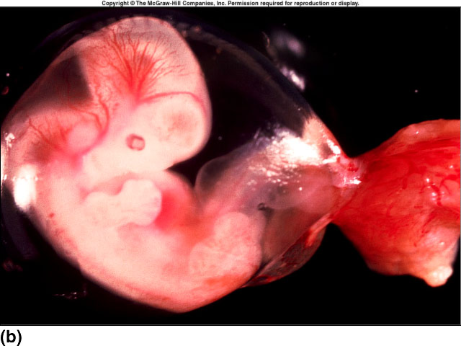 Copyright © The McGraw-Hill Companies, Inc. Permission required for reproduction or display.
(b)